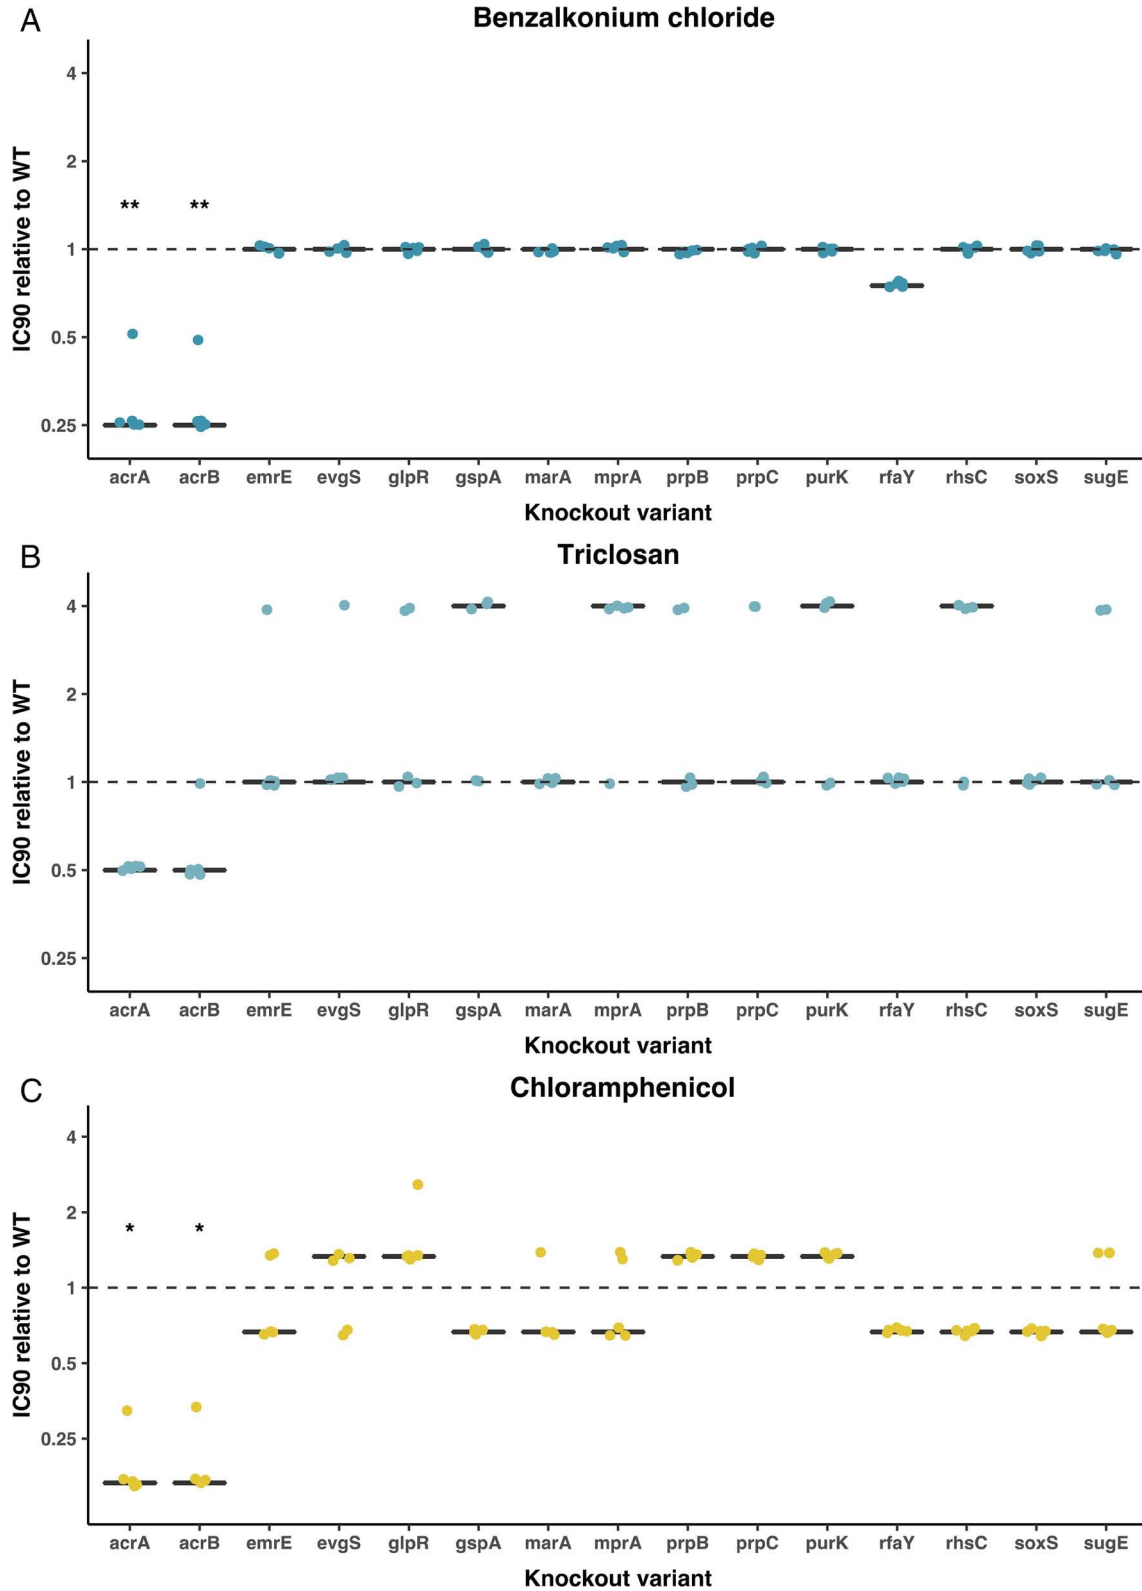 A
Benzalkonium chloride
IC90 relative to WT
4
2
1
0.5
0.25
** **
acrA acrB emrE evgS glpR gspA marA mprA prpB prpC purK rfaY rhsC soxS sugE
Knockout variant
B
Triclosan
IC90 relative to WT
4
2
1
0.5
0.25
acrA acrB emrE evgS glpR gspA marA mprA prpB prpC purK rfaY rhsC soxS sugE
Knockout variant
C
Chloramphenicol
IC90 relative to WT
4
2
1
0.5
0.25
* *
acrA acrB emrE evgS glpR gspA marA mprA prpB prpC purK rfaY rhsC soxS sugE
Knockout variant